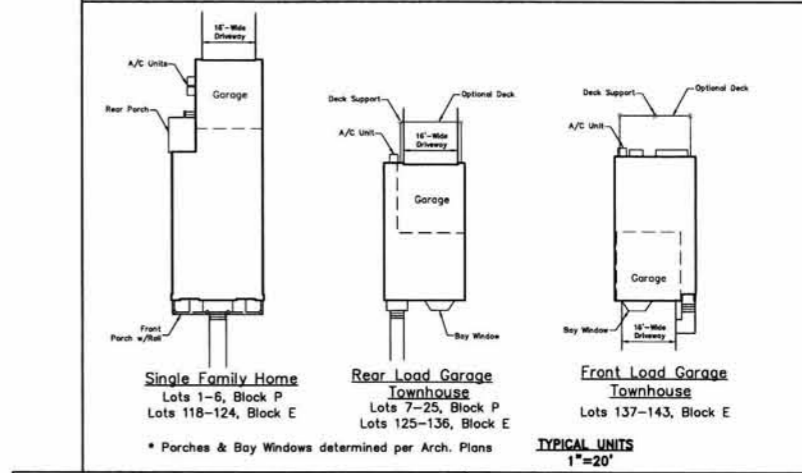 16'-Wide
Driveway
A/C Units
Garage
Rear Porch
Front
Porch w/Rail
Single Family Home
Lots 1-6, Block P
Lots 118-124, Block E
Deck Support
Optional Deck
A/C Unit
16'-Wide
Driveway
Garage
Bay Window
Rear Load Garage
Townhouse
Lots 7-25, Block P
Lots 125-136, Block E
Deck Support
Optional Deck
A/C Unit
Garage
Bay Window
16'-Wide
Driveway
Front Load Garage
Townhouse
Lots 137-143, Block E
* Porches & Bay Windows determined per Arch. Plans
TYPICAL UNITS
1"=20'